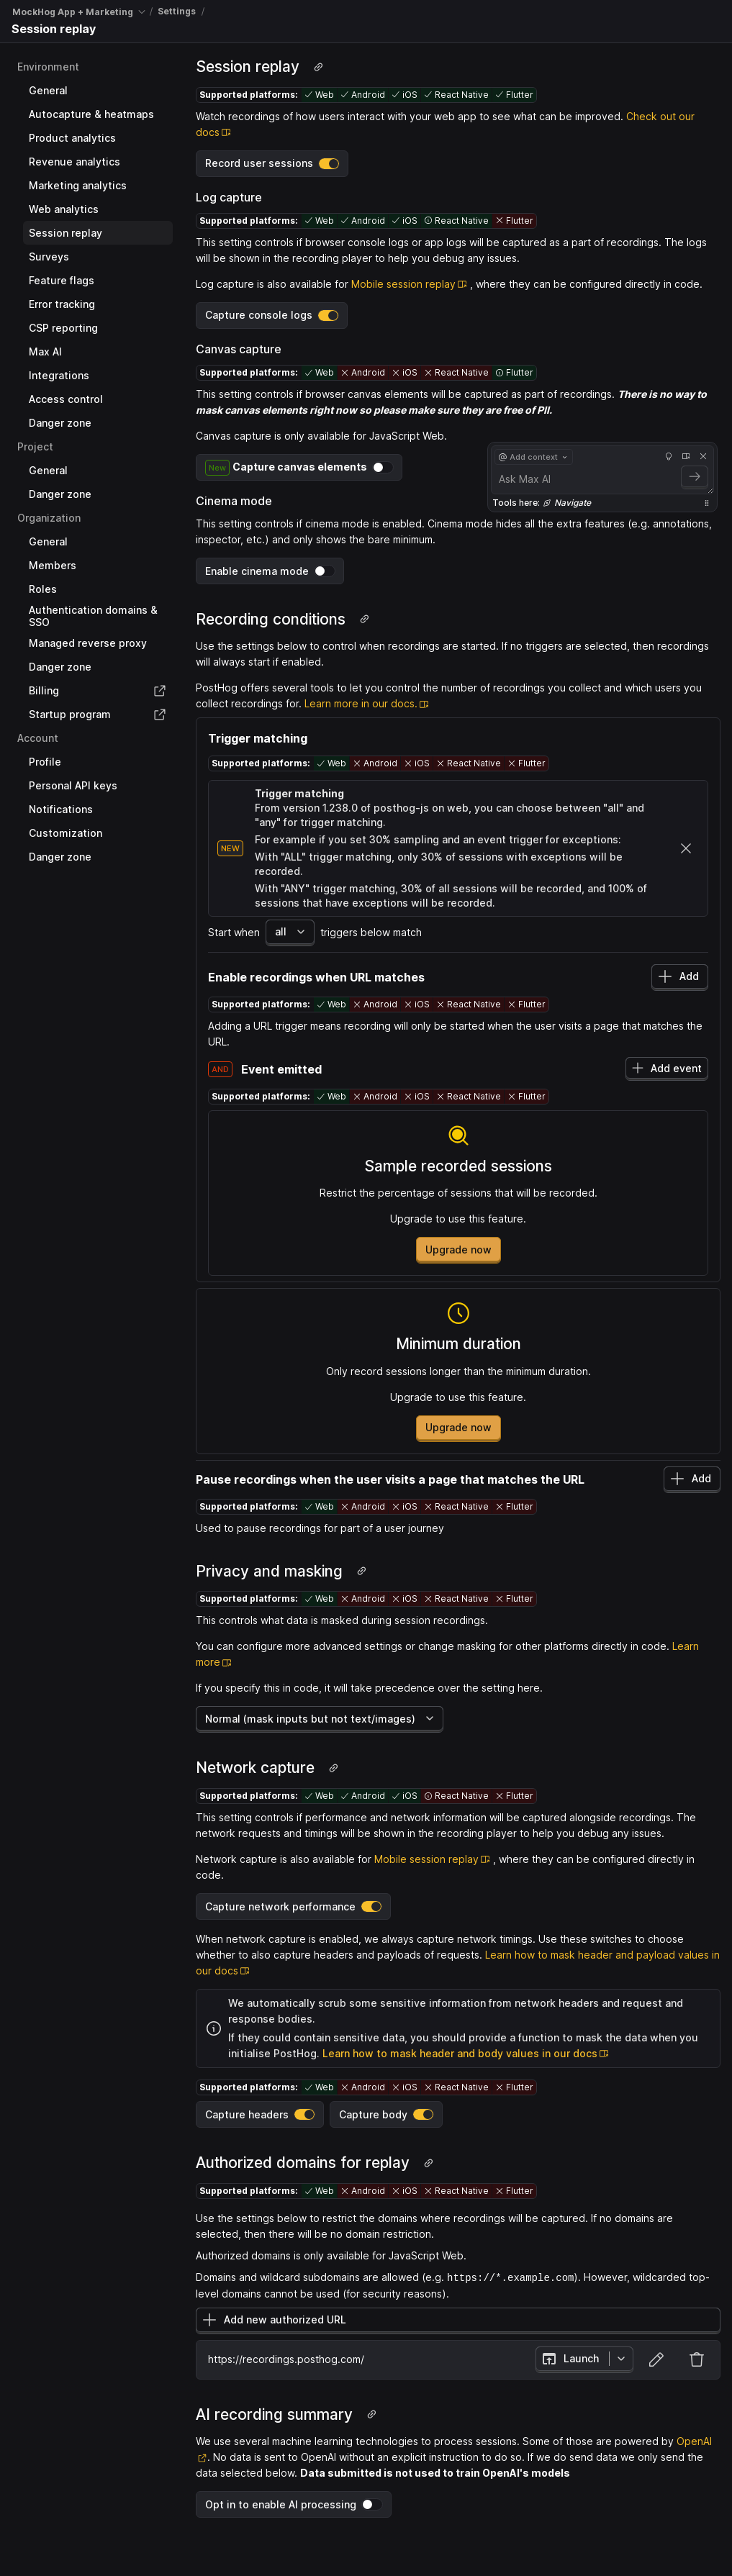 MockHog App + Marketing / Settings /
Session replay
Environment
General
Autocapture & heatmaps
Product analytics
Revenue analytics
Marketing analytics
Web analytics
Session replay
Surveys
Feature flags
Error tracking
CSP reporting
Max AI
Integrations
Access control
Danger zone
Project
General
Danger zone
Organization
General
Members
Roles
Authentication domains &
SSO
Managed reverse proxy
Danger zone
Billing
Startup program
Account
Profile
Personal API keys
Notifications
Customization
Danger zone
Session replay
Supported platforms: Web Android iOS React Native Flutter
Watch recordings of how users interact with your web app to see what can be improved. Check out our
docs
Record user sessions
Log capture
Supported platforms: Web Android iOS React Native Flutter
This setting controls if browser console logs or app logs will be captured as a part of recordings. The logs
will be shown in the recording player to help you debug any issues.
Log capture is also available for Mobile session replay , where they can be configured directly in code.
Capture console logs
Canvas capture
Supported platforms: Web Android iOS React Native Flutter
This setting controls if browser canvas elements will be captured as part of recordings. There is no way to
mask canvas elements right now so please make sure they are free of PII.
Canvas capture is only available for JavaScript Web.
New Capture canvas elements
@ Add context
Ask Max AI
Tools here: Navigate
Cinema mode
This setting controls if cinema mode is enabled. Cinema mode hides all the extra features (e.g. annotations,
inspector, etc.) and only shows the bare minimum.
Enable cinema mode
Recording conditions
Use the settings below to control when recordings are started. If no triggers are selected, then recordings
will always start if enabled.
PostHog offers several tools to let you control the number of recordings you collect and which users you
collect recordings for. Learn more in our docs.
Trigger matching
Supported platforms: Web Android iOS React Native Flutter
NEW
Trigger matching
From version 1.238.0 of posthog-js on web, you can choose between "all" and
"any" for trigger matching.
For example if you set 30% sampling and an event trigger for exceptions:
With "ALL" trigger matching, only 30% of sessions with exceptions will be
recorded.
With "ANY" trigger matching, 30% of all sessions will be recorded, and 100% of
sessions that have exceptions will be recorded.
Start when all triggers below match
Enable recordings when URL matches
Add
Supported platforms: Web Android iOS React Native Flutter
Adding a URL trigger means recording will only be started when the user visits a page that matches the
URL.
AND Event emitted
Add event
Supported platforms: Web Android iOS React Native Flutter
Sample recorded sessions
Restrict the percentage of sessions that will be recorded.
Upgrade to use this feature.
Upgrade now
Minimum duration
Only record sessions longer than the minimum duration.
Upgrade to use this feature.
Upgrade now
Pause recordings when the user visits a page that matches the URL
Add
Supported platforms: Web Android iOS React Native Flutter
Used to pause recordings for part of a user journey
Privacy and masking
Supported platforms: Web Android iOS React Native Flutter
This controls what data is masked during session recordings.
You can configure more advanced settings or change masking for other platforms directly in code. Learn
more
If you specify this in code, it will take precedence over the setting here.
Normal (mask inputs but not text/images)
Network capture
Supported platforms: Web Android iOS React Native Flutter
This setting controls if performance and network information will be captured alongside recordings. The
network requests and timings will be shown in the recording player to help you debug any issues.
Network capture is also available for Mobile session replay , where they can be configured directly in
code.
Capture network performance
When network capture is enabled, we always capture network timings. Use these switches to choose
whether to also capture headers and payloads of requests. Learn how to mask header and payload values in
our docs
We automatically scrub some sensitive information from network headers and request and
response bodies.
If they could contain sensitive data, you should provide a function to mask the data when you
initialise PostHog. Learn how to mask header and body values in our docs
Supported platforms: Web Android iOS React Native Flutter
Capture headers Capture body
Authorized domains for replay
Supported platforms: Web Android iOS React Native Flutter
Use the settings below to restrict the domains where recordings will be captured. If no domains are
selected, then there will be no domain restriction.
Authorized domains is only available for JavaScript Web.
Domains and wildcard subdomains are allowed (e.g. https://*.example.com). However, wildcarded top-
level domains cannot be used (for security reasons).
Add new authorized URL
https://recordings.posthog.com/
Launch
AI recording summary
We use several machine learning technologies to process sessions. Some of those are powered by OpenAI
. No data is sent to OpenAI without an explicit instruction to do so. If we do send data we only send the
data selected below. Data submitted is not used to train OpenAI's models
Opt in to enable AI processing